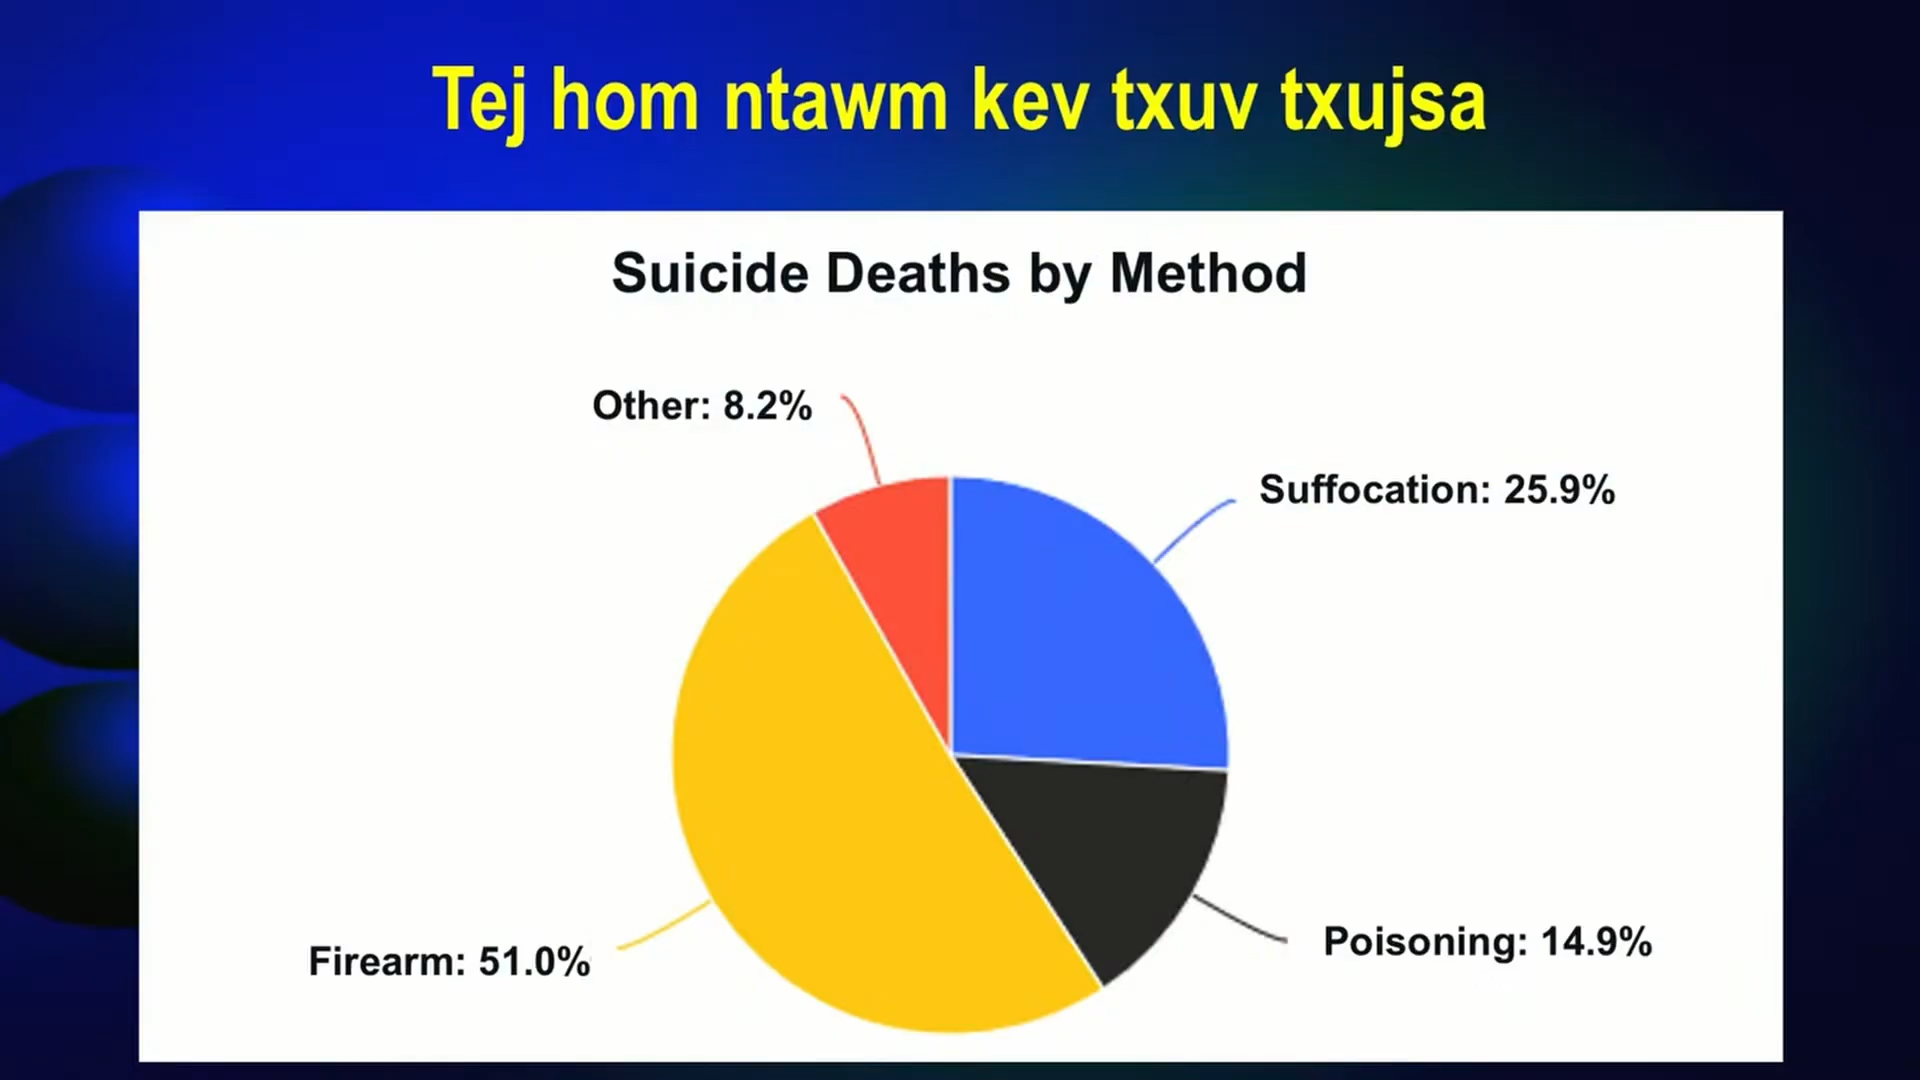 Tej hom ntawm kev txuv txujsa
Suicide Deaths by Method
Other: 8.2%
Suffocation: 25.9%
Firearm: 51.0%
Poisoning: 14.9%